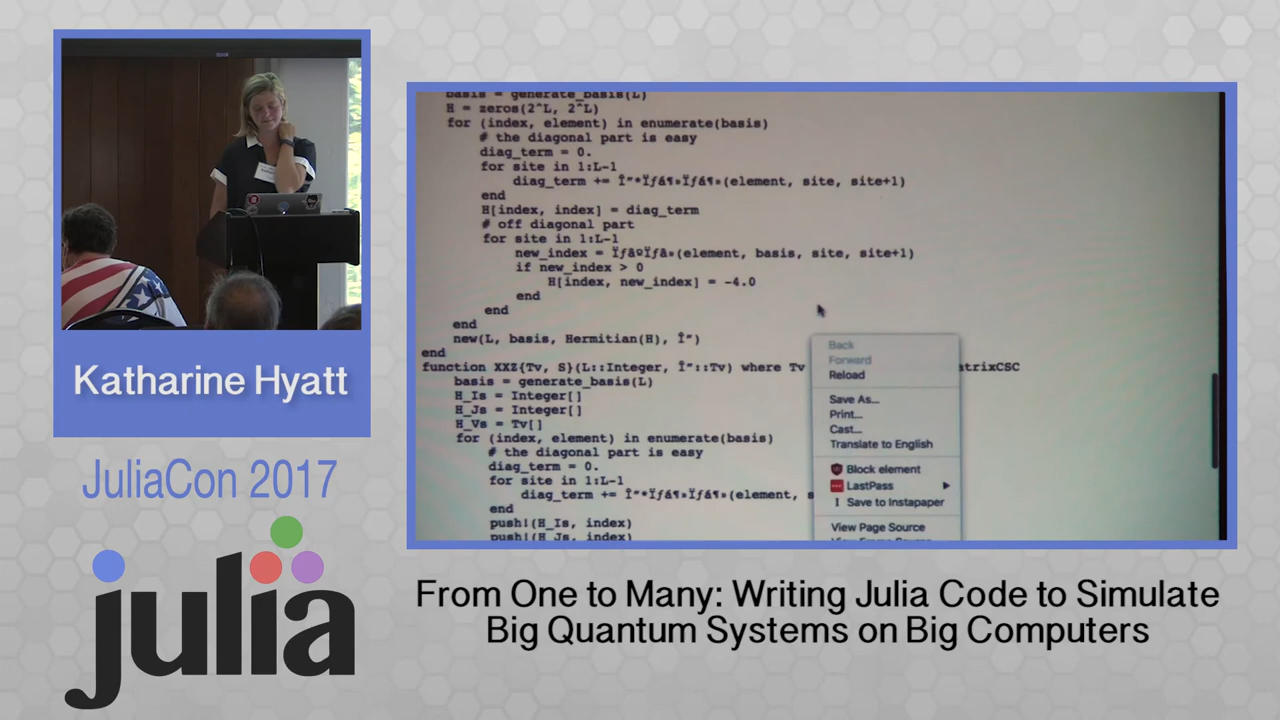 Katharine Hyatt
JuliaCon 2017
julia
basis = generate_basis(L)
H = zeros(2^L, 2^L)
for (index, element) in enumerate(basis)
# the diagonal part is easy
diag_term = 0.
for site in 1:L-1
diag_term += Î"*Ïƒá¶»Ïƒá¶»(element, site, site+1)
end
H[index, index] = diag_term
# off diagonal part
for site in 1:L-1
new_index = ÏƒâºÏƒâ»(element, basis, site, site+1)
if new_index > 0
H[index, new_index] = -4.0
end
end
end
new(L, basis, Hermitian(H), Î")
end
function XXZ{Tv, S}(L::Integer, Î"::Tv) where Tv atrixCSC
basis = generate_basis(L)
H_Is = Integer[]
H_Js = Integer[]
H_Vs = Tv[]
for (index, element) in enumerate(basis)
# the diagonal part is easy
diag_term = 0.
for site in 1:L-1
diag_term += Î"*Ïƒá¶»Ïƒá¶»(element, s
end
push!(H_Is, index)
push!(H_Js, index)
Back
Forward
Reload
Save As...
Print...
Cast...
Translate to English
Block element
LastPass
Save to Instapaper
View Page Source
From One to Many: Writing Julia Code to Simulate
Big Quantum Systems on Big Computers